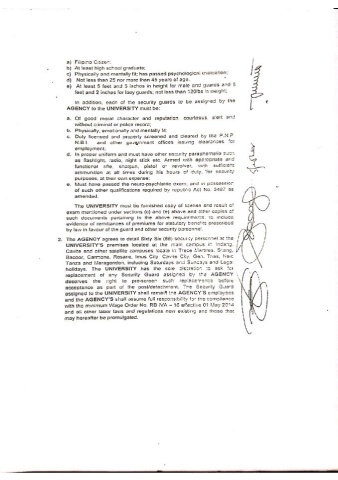 a) Filipino Citizen;
b) At least high school graduate;
c) Physically and mentally fit; has passed psychological evaluation;
d) Not less than 25 nor more than 45 years of age.
e) At least 5 feet and 5 inches in height for male and guards and 5
feet and 3 inches for lady guards; not less than 120lbs in weight.
In addition, each of the security guards to be assigned by the
AGENCY to the UNIVERSITY must be:
a. Of good moral character and reputation, courteous, alert and
without criminal or police record;
b. Physically, emotionally and mentally fit;
c. Duly licensed and properly screened and cleared by the P.N.P.
N.B.I. and other government offices issuing clearances for
employment;
d. In proper uniform and must have other security paraphernalia such
as flashlight, radio, night stick etc. Armed with appropriate and
functional rifle, shotgun, pistol or revolver, with sufficient
ammunition at all times during his hours of duty, for security
purposes, at their own expense;
e. Must have passed the neuro-psychiatric exam, and in possession
of such other qualifications required by republic Act No. 5487 as
amended.
The UNIVERSITY must be furnished copy of license and result of
exam mentioned under sections (c) and (e) above and other copies of
such documents pertaining to the above requirements, to include
evidence of remittances of premiums for statutory benefits prescribed
by law in favour of the guard and other security personnel.
2. The AGENCY agrees to detail Sixty Six (66) security personnel at the
UNIVERSITY'S premises located at the main campus in Indang,
Cavite and other satellite campuses locate in Trece Martires, Silang,
Bacoor, Carmona, Rosario, Imus City, Cavite City, Gen. Trias, Naic,
Tanza and Maragondon, including Saturdays and Sundays and Legal
holidays. The UNIVERSITY has the sole discretion to ask for
replacement of any Security Guard assigned by the AGENCY
deserves the right to prescreen such replacements before
acceptance as part of the post/detachment. The Security Guard
assigned to the UNIVERSITY shall remain the AGENCY'S employees
and the AGENCY'S shall assume full responsibility for the compliance
with the minimum Wage Order No. RB IVA – 16 effective 01 May 2014
and all other labor laws and regulations now existing and those that
may hereafter be promulgated.